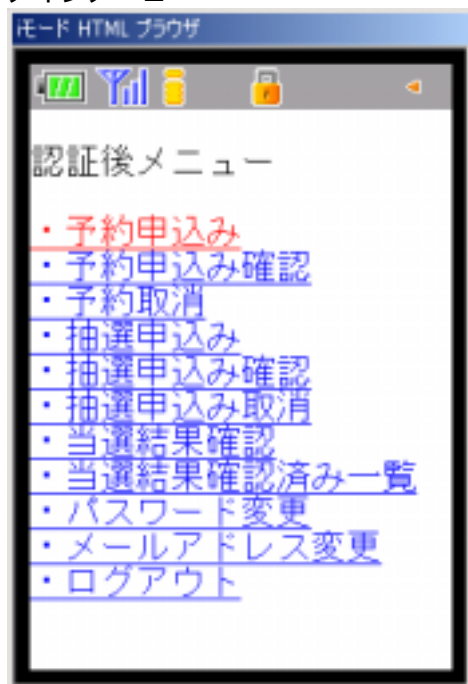 iモード HTML ブラウザ
認証後メニュー
・予約申込み
・予約申込み確認
・予約取消
・抽選申込み
・抽選申込み確認
・抽選申込み取消
・当選結果確認
・当選結果確認済み一覧
・パスワード変更
・メールアドレス変更
・ログアウト